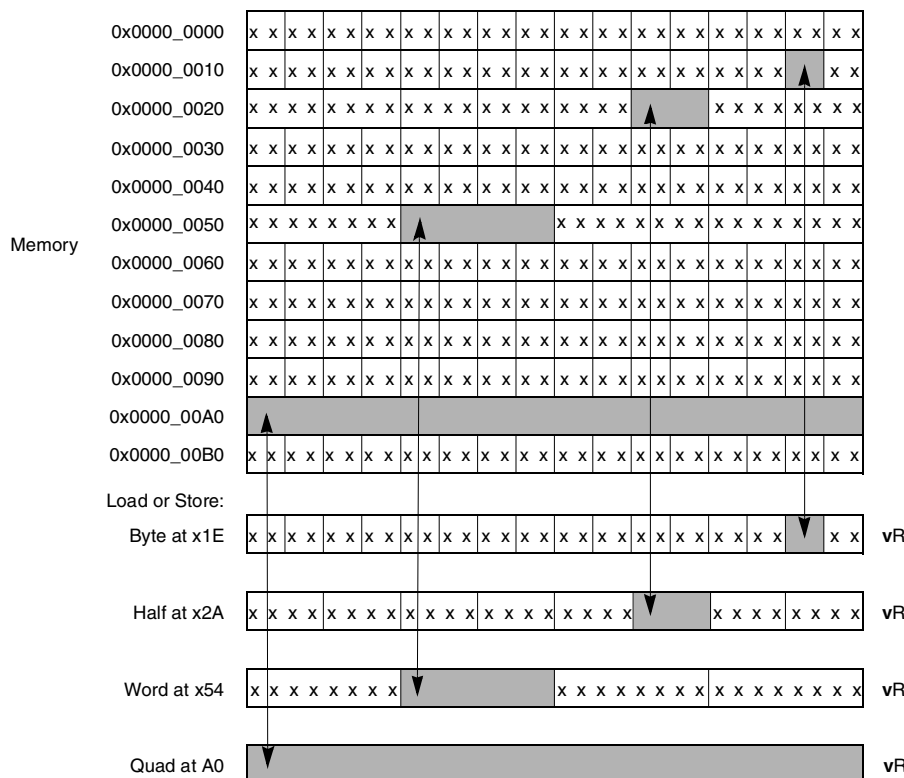 0x0000_0000 x x x x x x x x x x x x x x x x x x x x x x x x x x x x x x x x
0x0000_0010 x x x x x x x x x x x x x x x x x x x x x x x x x x x x x x
0x0000_0020 x x x x x x x x x x x x x x x x x x x x x x x x x x x x
0x0000_0030 x x x x x x x x x x x x x x x x x x x x x x x x x x x x x x x x
0x0000_0040 x x x x x x x x x x x x x x x x x x x x x x x x x x x x x x x x
0x0000_0050 x x x x x x x x x x x x x x x x x x x x x x x x
Memory
0x0000_0060 x x x x x x x x x x x x x x x x x x x x x x x x x x x x x x x x
0x0000_0070 x x x x x x x x x x x x x x x x x x x x x x x x x x x x x x x x
0x0000_0080 x x x x x x x x x x x x x x x x x x x x x x x x x x x x x x x x
0x0000_0090 x x x x x x x x x x x x x x x x x x x x x x x x x x x x x x x x
0x0000_00A0
0x0000_00B0 x x x x x x x x x x x x x x x x x x x x x x x x x x x x x x x x
Load or Store:
Byte at x1E x x x x x x x x x x x x x x x x x x x x x x x x x x x x x x vR
Half at x2A x x x x x x x x x x x x x x x x x x x x x x x x x x x x vR
Word at x54 x x x x x x x x x x x x x x x x x x x x x x x x vR
Quad at A0 vR